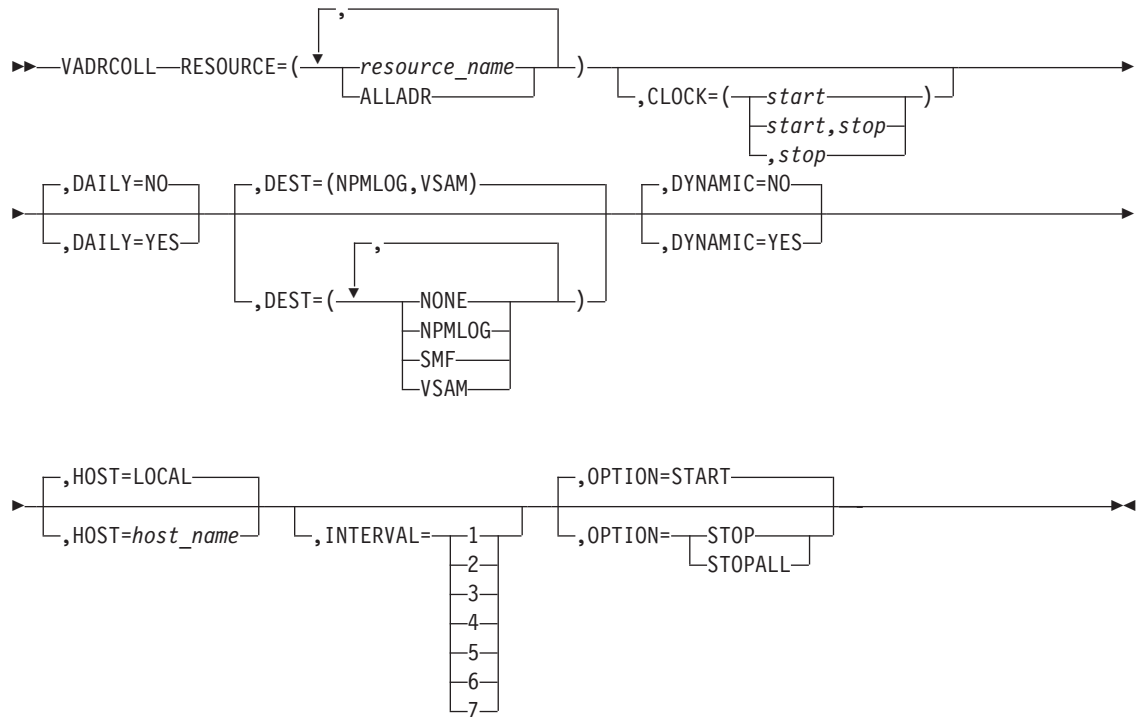 ,
VADRCOLL RESOURCE=( resource_name )
ALLADR
,CLOCK=( start )
start,stop
,stop
,DAILY=NO
,DAILY=YES
,DEST=(NPMLOG,VSAM)
,
,DEST=( NONE )
NPMLOG
SMF
VSAM
,DYNAMIC=NO
,DYNAMIC=YES
,HOST=LOCAL
,HOST=host_name
,INTERVAL= 1
2
3
4
5
6
7
,OPTION=START
,OPTION= STOP
STOPALL